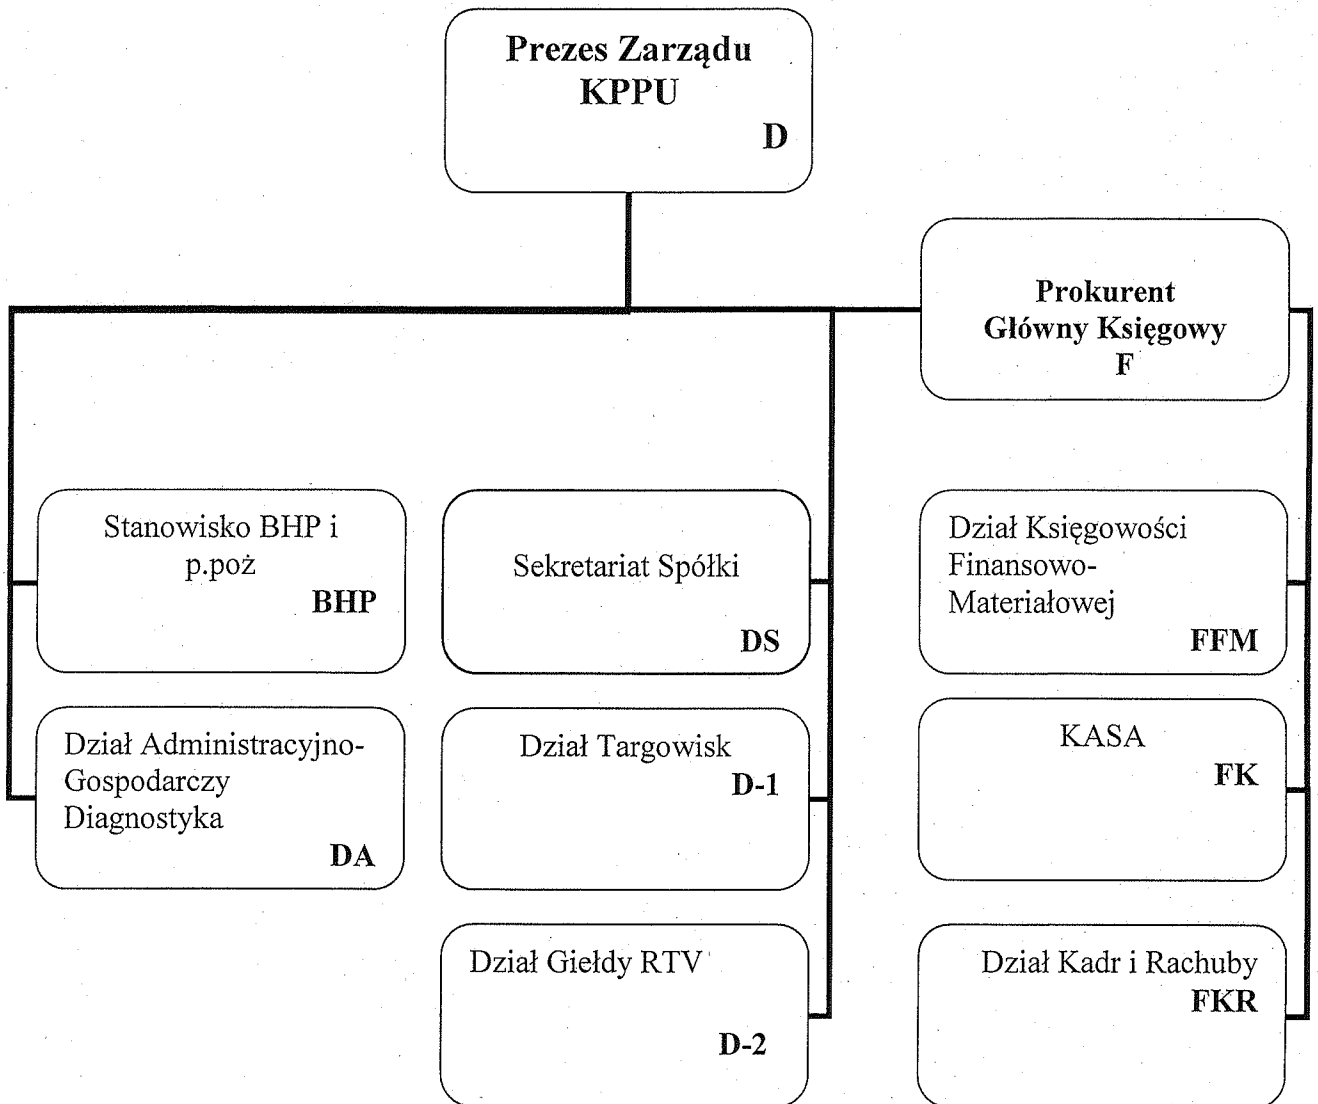 Prezes Zarządu
KPPU
D
Prokurent
Główny Księgowy
F
Stanowisko BHP i
p.poż
BHP
Sekretariat Spółki
DS
Dział Księgowości
Finansowo-
Materiałowej
FFM
Dział Administracyjno-
Gospodarczy
Diagnostyka
DA
Dział Targowisk
D-1
KASA
FK
Dział Giełdy RTV
D-2
Dział Kadr i Rachuby
FKR